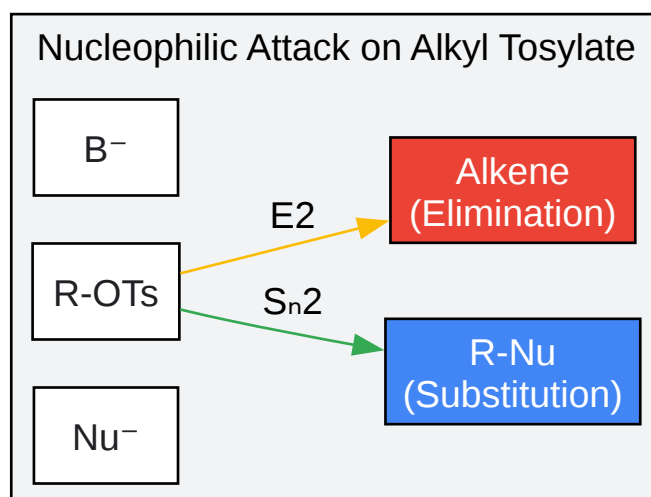 Nucleophilic Attack on Alkyl Tosylate
B⁻
Alkene
(Elimination)
E2
R-OTs
Sₙ2
R-Nu
(Substitution)
Nu⁻